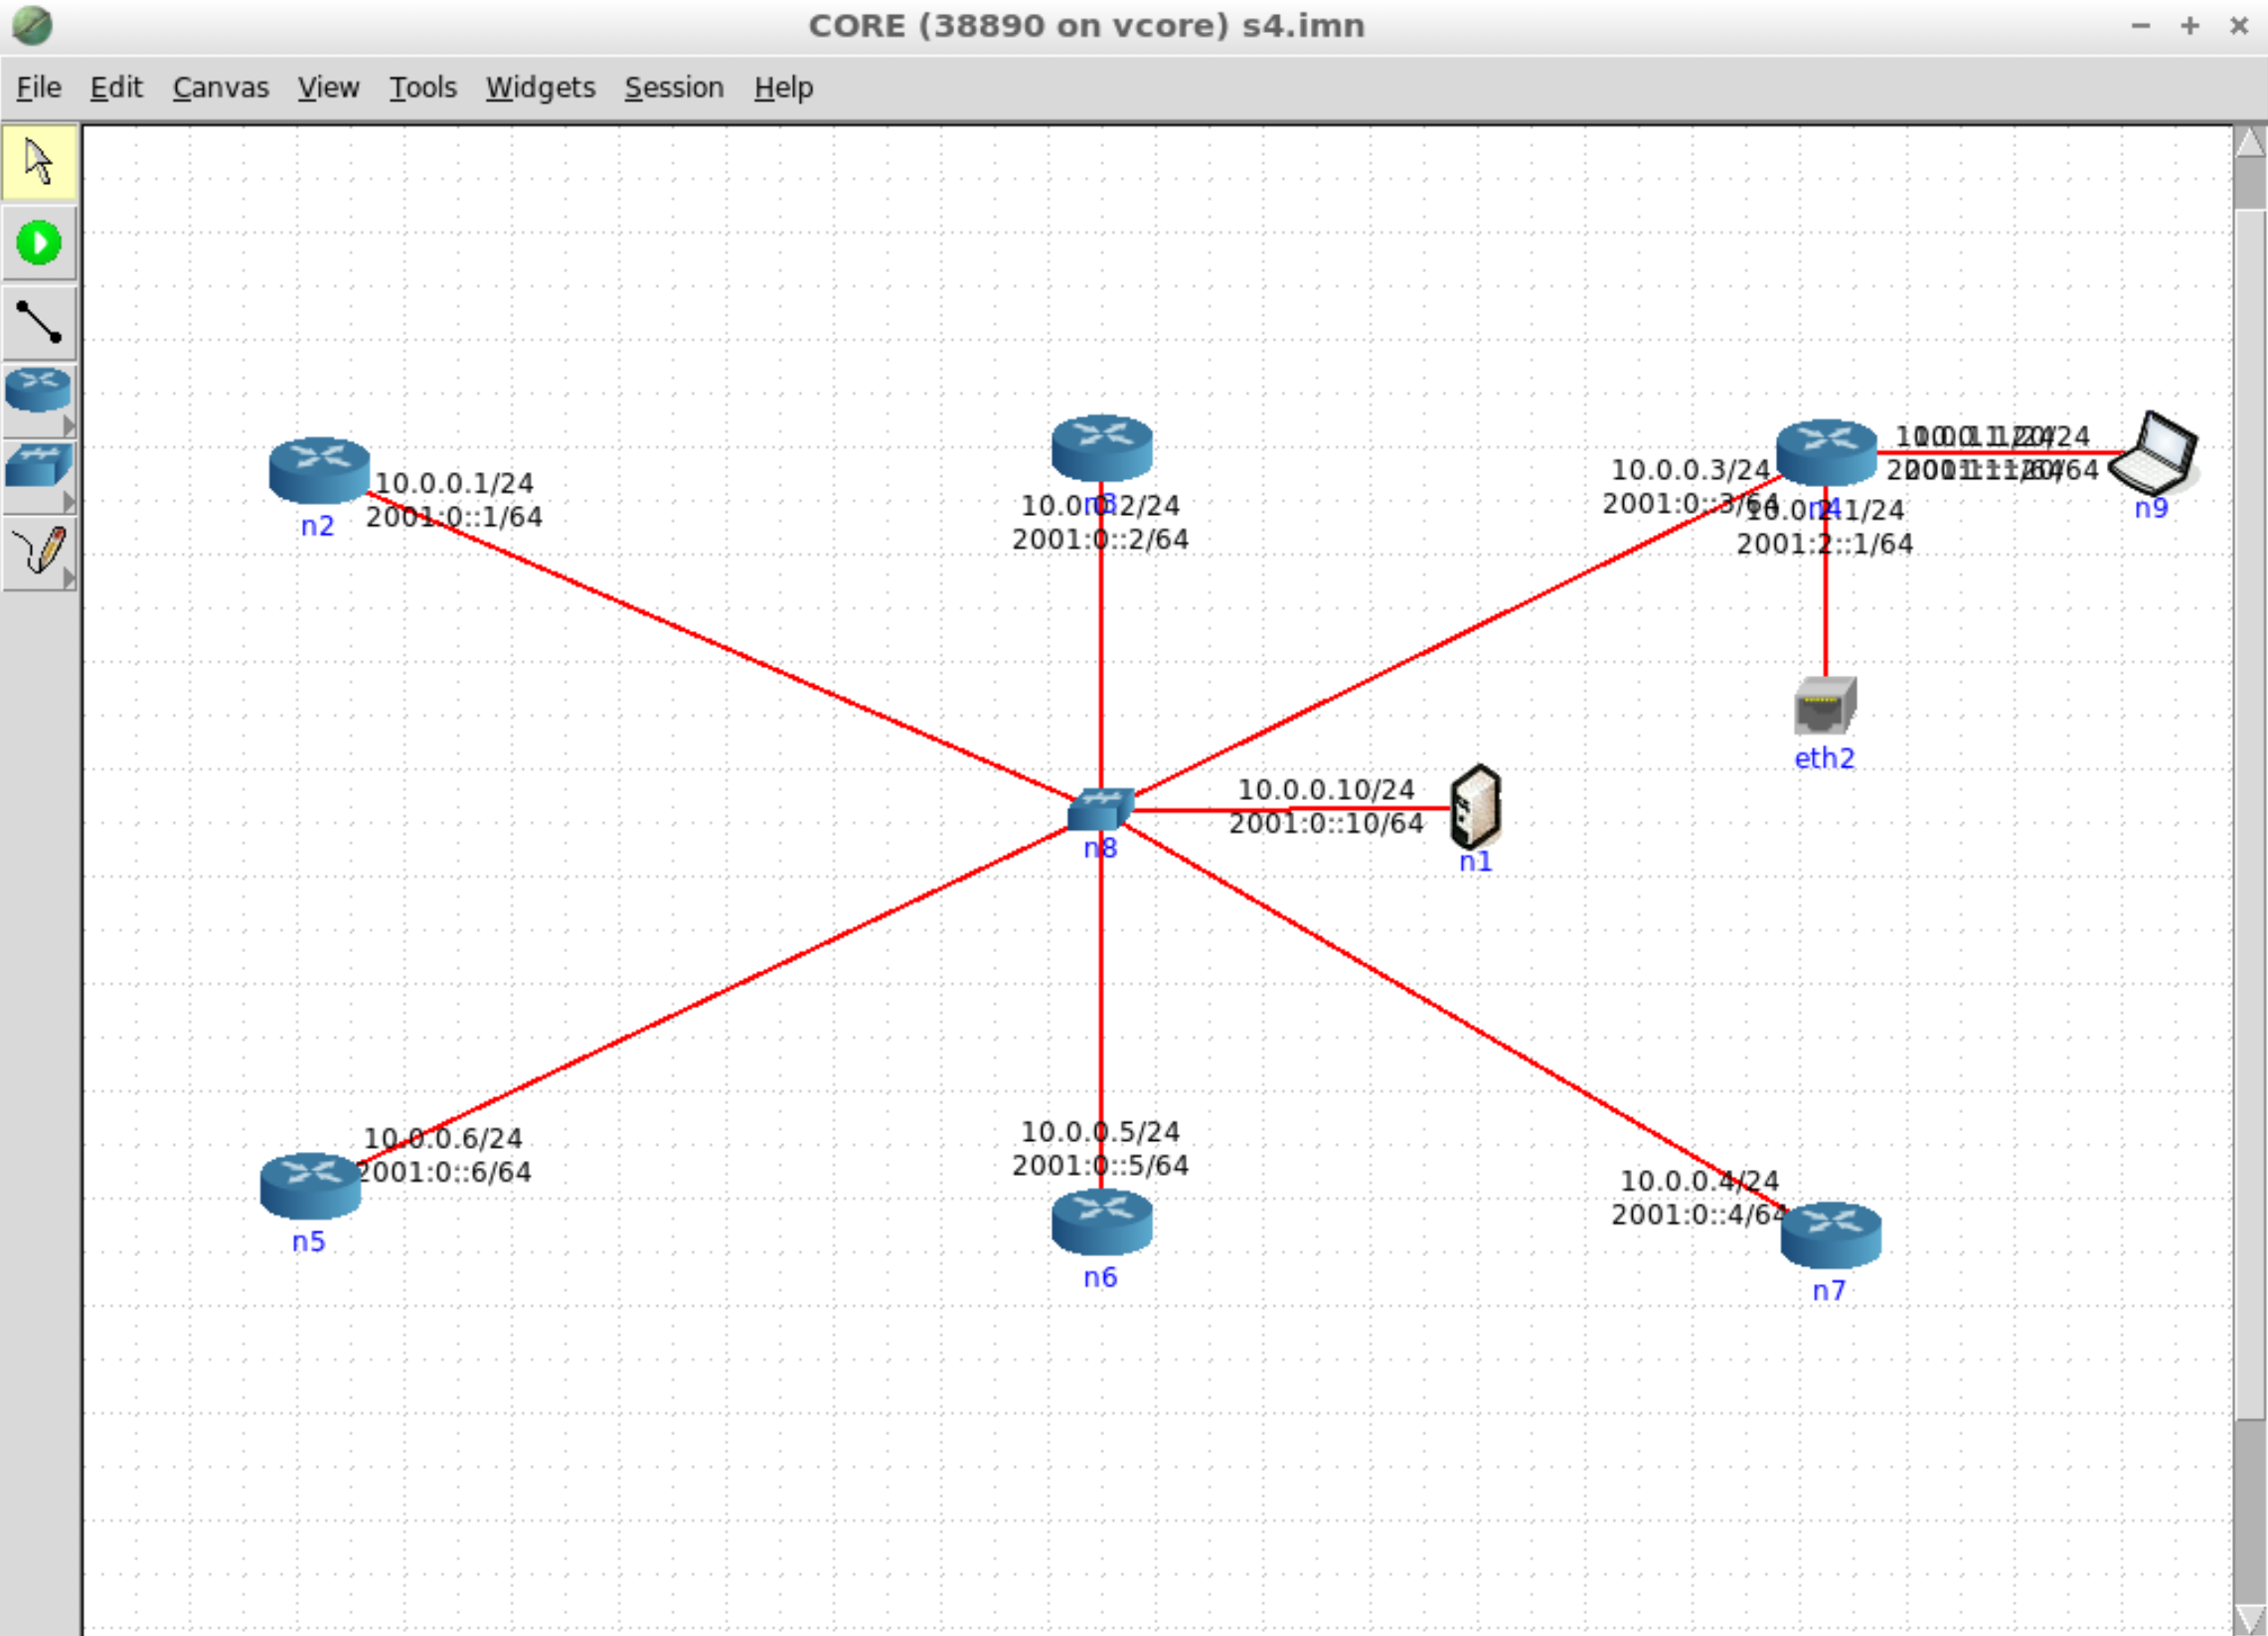 CORE (38890 on vcore) s4.imn
File Edit Canvas View Tools Widgets Session Help
10.0.0.1/24
2001:0::1/64
n2
n3
10.0.0.2/24
2001:0::2/64
10.0.0.3/24
2001:0::3/64
n4
10.0.2.1/24
2001:2::1/64
n9
eth2
10.0.0.10/24
2001:0::10/64
n8
n1
10.0.0.6/24
2001:0::6/64
n5
10.0.0.5/24
2001:0::5/64
n6
10.0.0.4/24
2001:0::4/64
n7